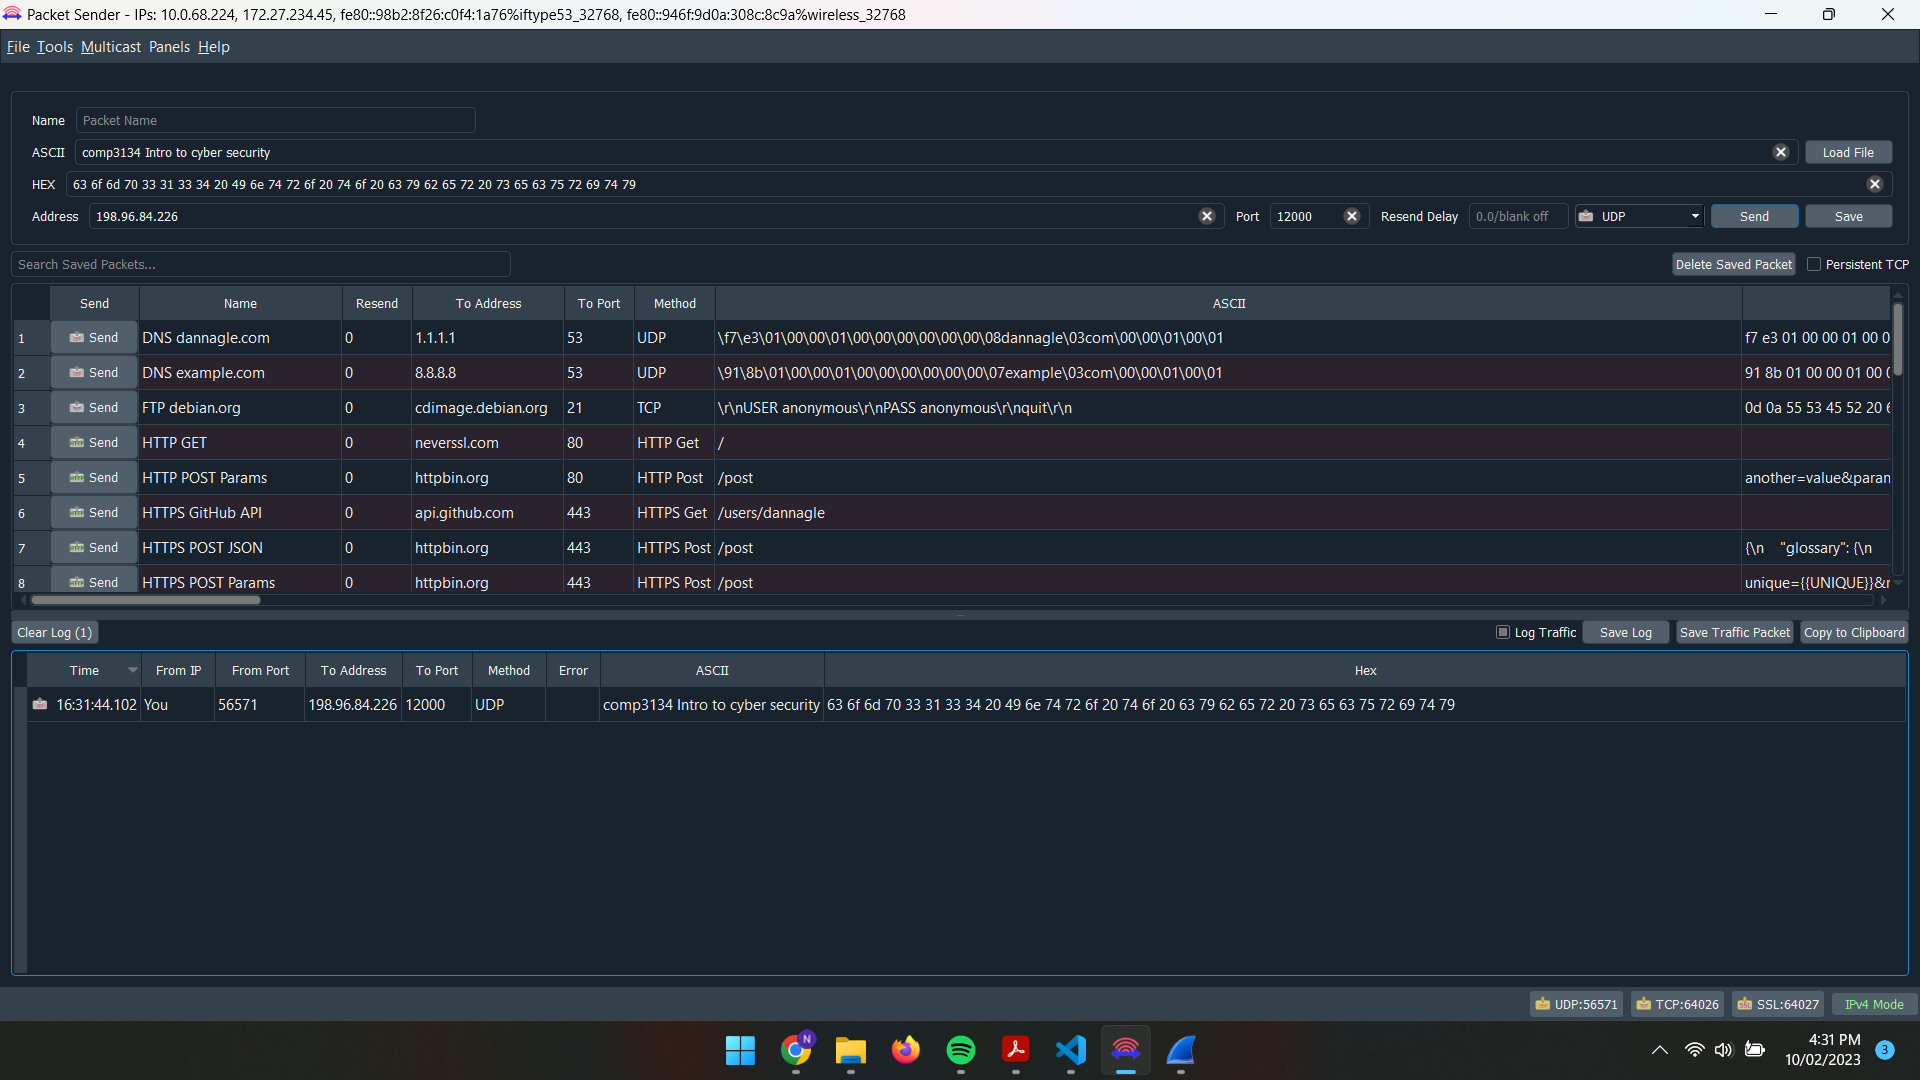 Packet Sender - IPs: 10.0.68.224, 172.27.234.45, fe80::98b2:8f26:c0f4:1a76%iftype53_32768, fe80::946f:9d0a:308c:8c9a%wireless_32768
File Tools Multicast Panels Help
Name Packet Name
ASCII comp3134 Intro to cyber security Load File
HEX 63 6f 6d 70 33 31 33 34 20 49 6e 74 72 6f 20 74 6f 20 63 79 62 65 72 20 73 65 63 75 72 69 74 79
Address 198.96.84.226 Port 12000 Resend Delay 0.0/blank off UDP Send Save
Search Saved Packets... Delete Saved Packet Persistent TCP
Send Name Resend To Address To Port Method ASCII
1 Send DNS dannagle.com 0 1.1.1.1 53 UDP \f7\e3\01\00\00\01\00\00\00\00\00\00\08dannagle\03com\00\00\01\00\01 f7 e3 01 00 00 01 00 0
2 Send DNS example.com 0 8.8.8.8 53 UDP \91\8b\01\00\00\01\00\00\00\00\00\00\07example\03com\00\00\01\00\01 91 8b 01 00 00 01 00 0
3 Send FTP debian.org 0 cdimage.debian.org 21 TCP \r\nUSER anonymous\r\nPASS anonymous\r\nquit\r\n 0d 0a 55 53 45 52 20 6
4 Send HTTP GET 0 neverssl.com 80 HTTP Get /
5 Send HTTP POST Params 0 httpbin.org 80 HTTP Post /post another=value&param
6 Send HTTPS GitHub API 0 api.github.com 443 HTTPS Get /users/dannagle
7 Send HTTPS POST JSON 0 httpbin.org 443 HTTPS Post /post {\n "glossary": {\n
8 Send HTTPS POST Params 0 httpbin.org 443 HTTPS Post /post unique={{UNIQUE}}&r
Clear Log (1) Log Traffic Save Log Save Traffic Packet Copy to Clipboard
Time From IP From Port To Address To Port Method Error ASCII Hex
16:31:44.102 You 56571 198.96.84.226 12000 UDP comp3134 Intro to cyber security 63 6f 6d 70 33 31 33 34 20 49 6e 74 72 6f 20 74 6f 20 63 79 62 65 72 20 73 65 63 75 72 69 74 79
UDP:56571 TCP:64026 SSL:64027 IPv4 Mode
N
4:31 PM
10/02/2023 3